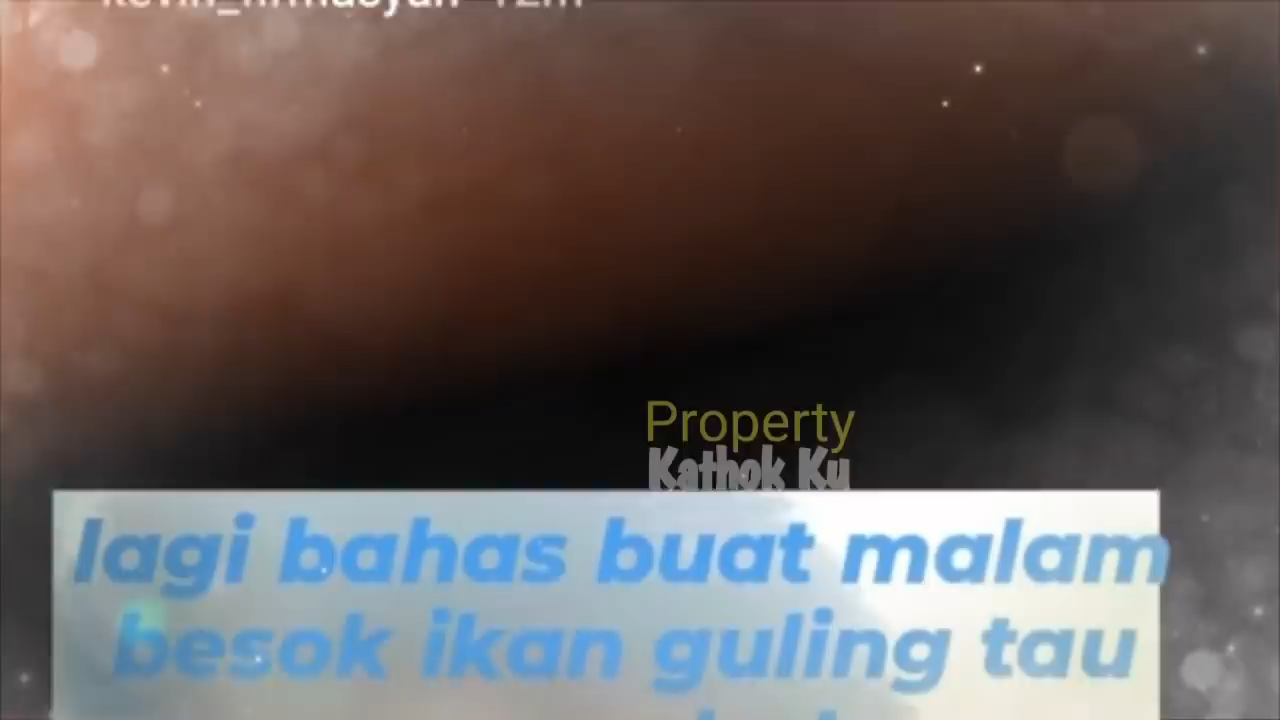 Property
Kathok Ku
lagi bahas buat malam
besok ikan guling tau